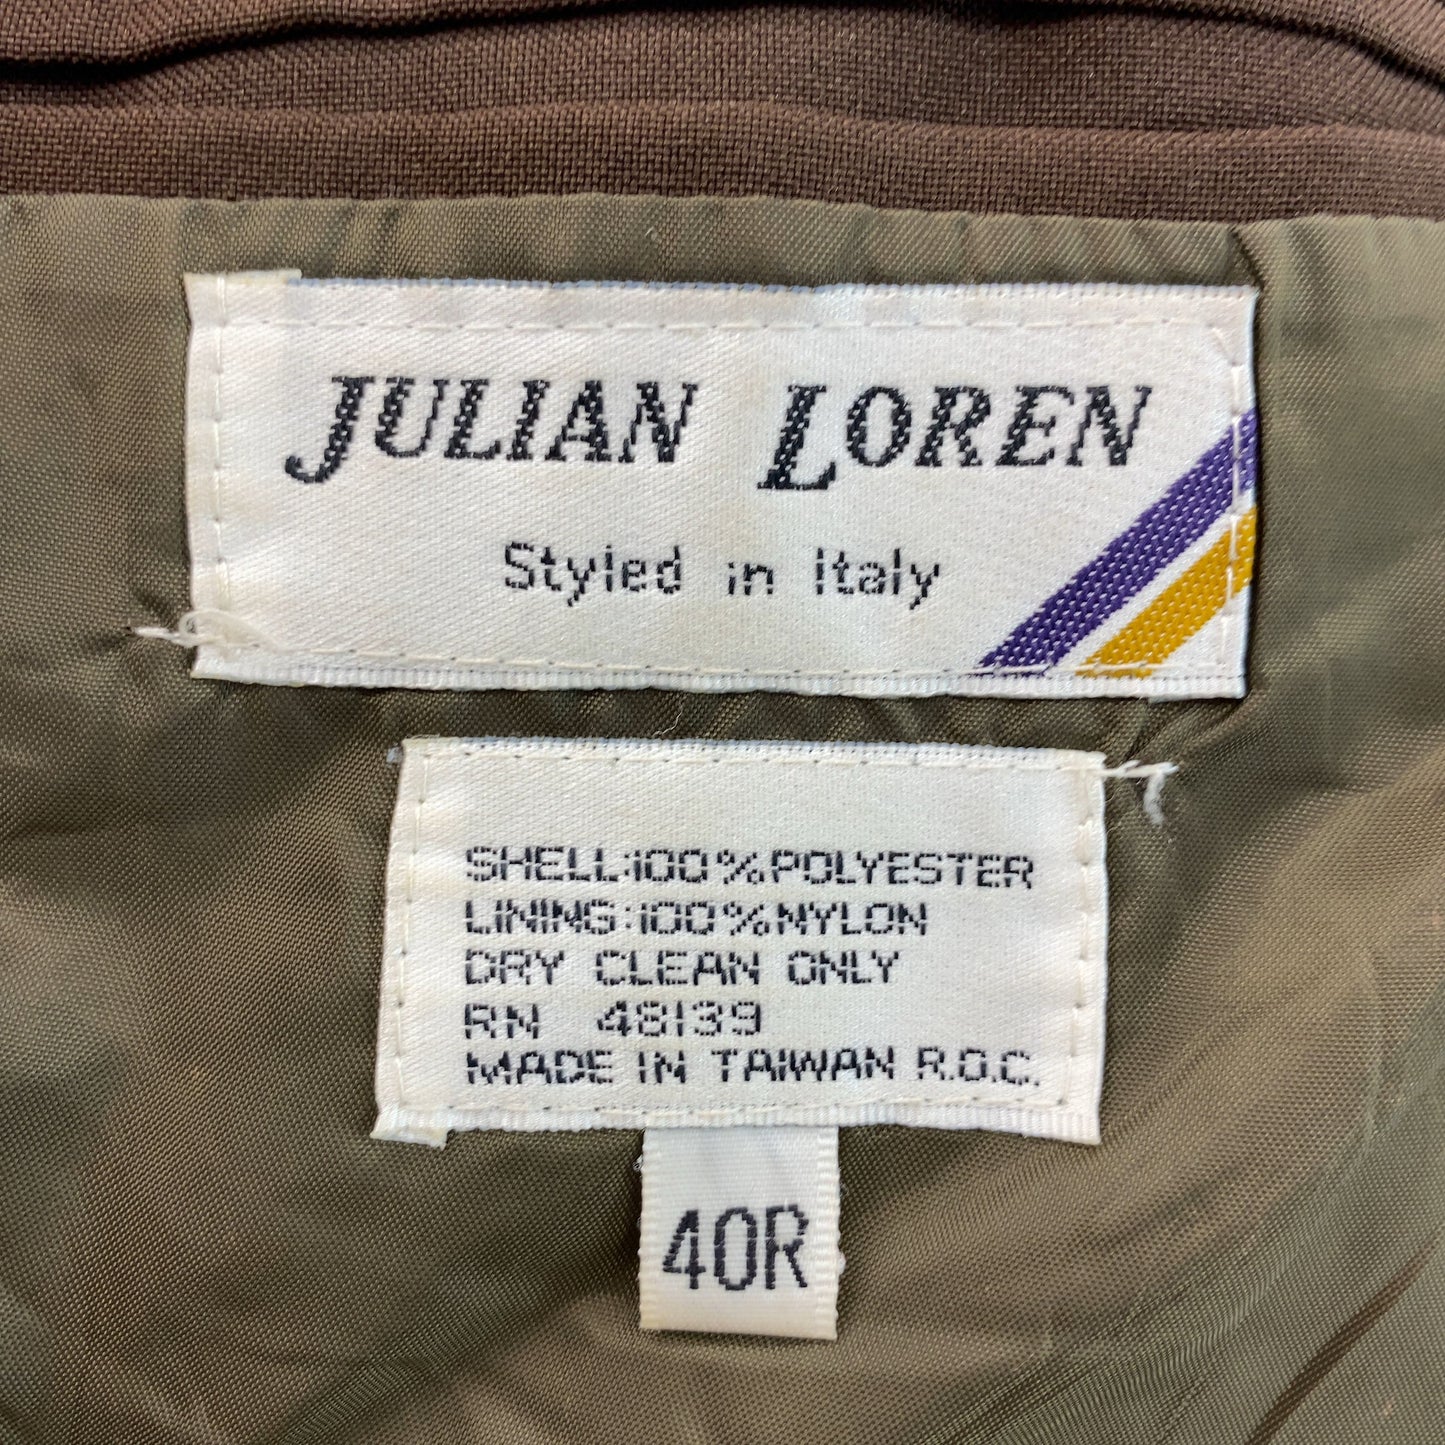 JULIAN LOREN
Styled in Italy
SHELL:100%POLYESTER
LINING:100%NYLON
DRY CLEAN ONLY
RN 48139
MADE IN TAIWAN R.O.C.
40R